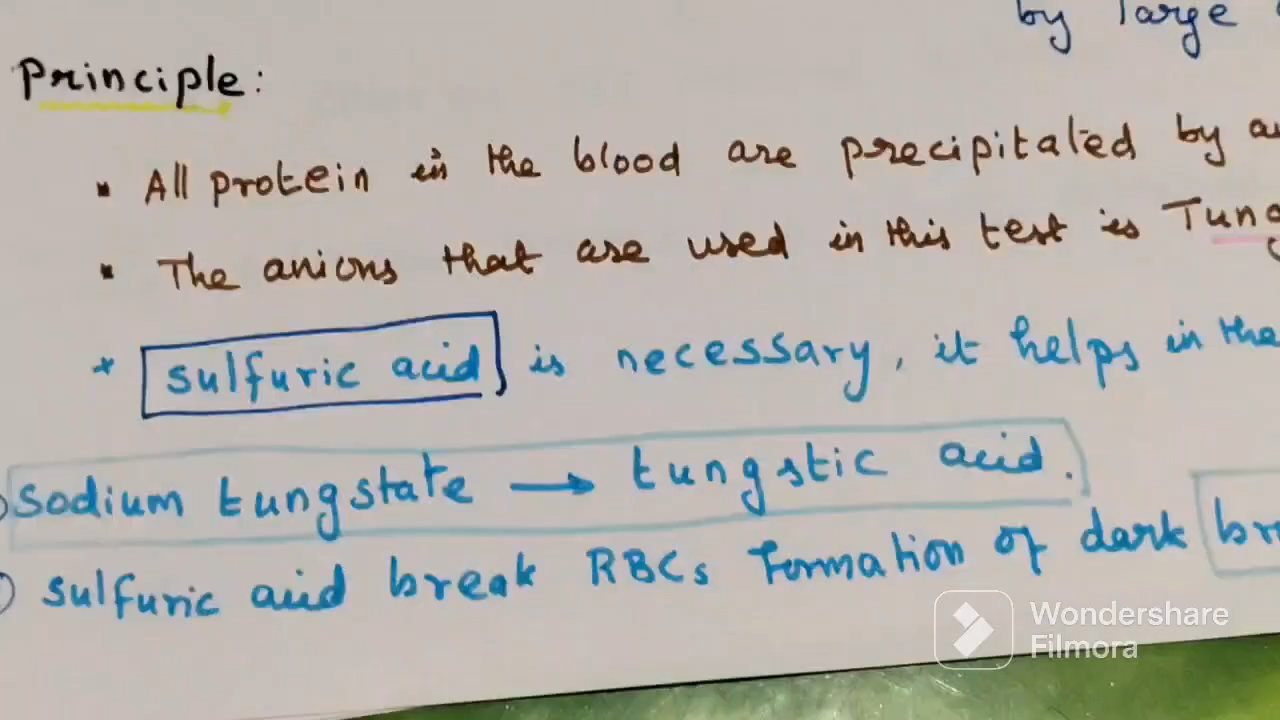 by large
Principle:
▪ All protein in the blood are precipitated by
▪ The anions that are used in this test is Tung
* sulfuric acid is necessary, it helps in the
sodium tungstate → tungstic acid.
sulfuric acid break RBCs formation of dark br
Wondershare
Filmora